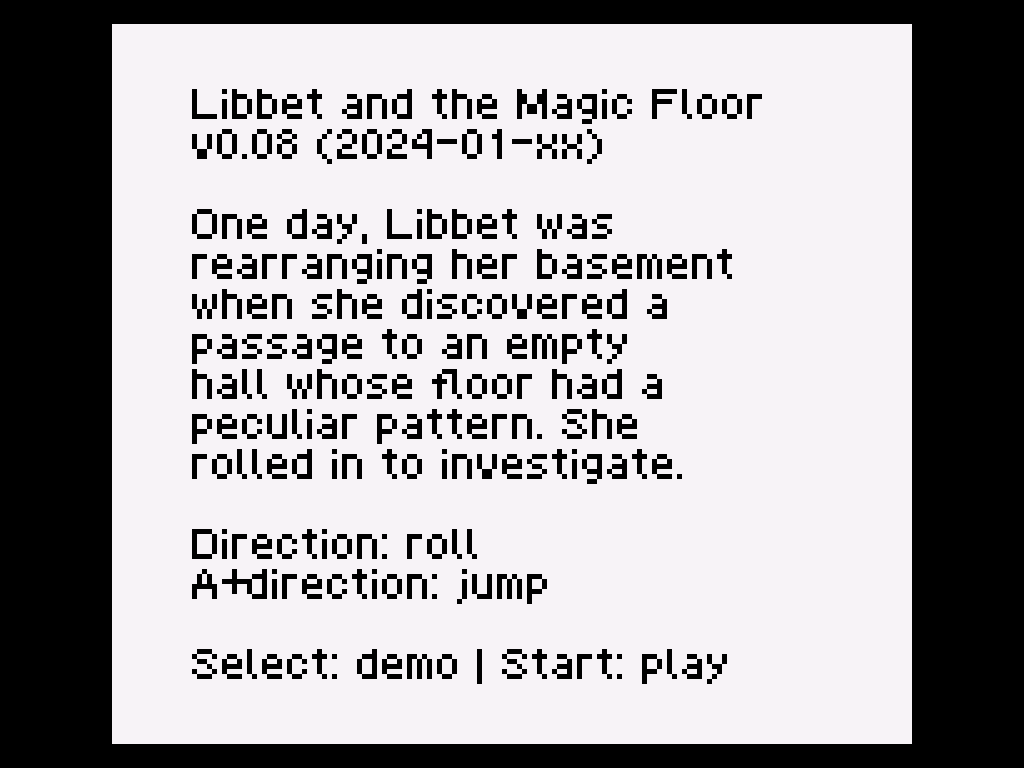 Libbet and the Magic Floor
v0.08 (2024-01-xx)
One day, Libbet was
rearranging her basement
when she discovered a
passage to an empty
hall whose floor had a
peculiar pattern. She
rolled in to investigate.
Direction: roll
A+direction: jump
Select: demo | Start: play